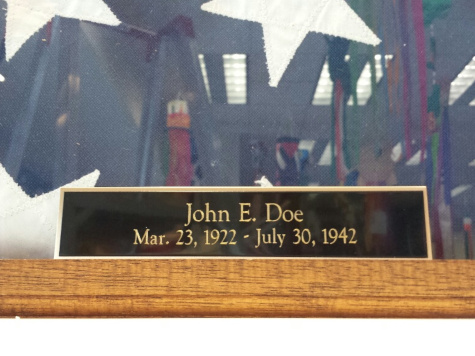 John E. Doe
Mar. 23, 1922 - July 30, 1942